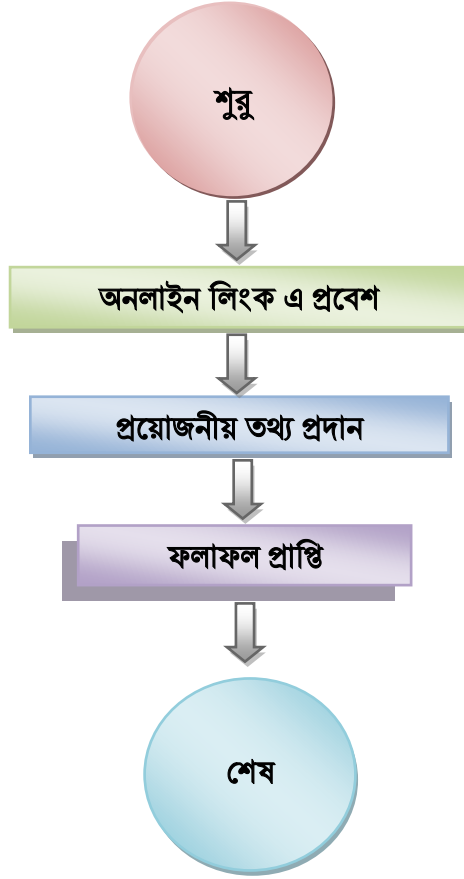 শুরু
অনলাইন লিংক এ প্রবেশ
প্রয়োজনীয় তথ্য প্রদান
ফলাফল প্রাপ্তি
শেষ